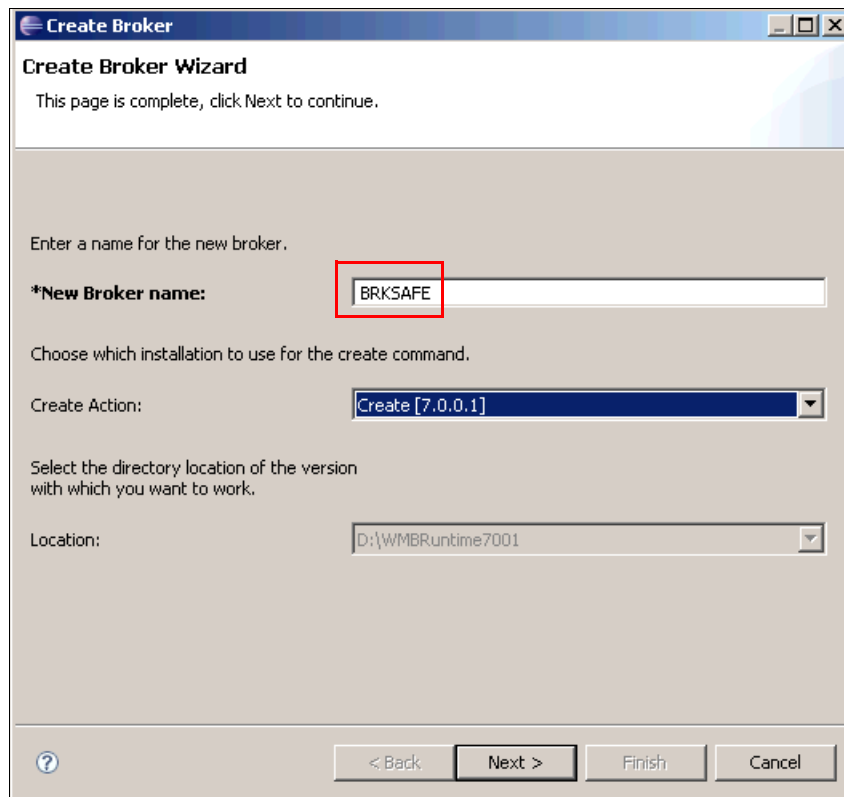 Create Broker
Create Broker Wizard
This page is complete, click Next to continue.
Enter a name for the new broker.
*New Broker name:
BRKSAFE
Choose which installation to use for the create command.
Create Action:
Create [7.0.0.1]
Select the directory location of the version
with which you want to work.
Location:
D:\WMBRuntime7001
?
< Back
Next >
Finish
Cancel